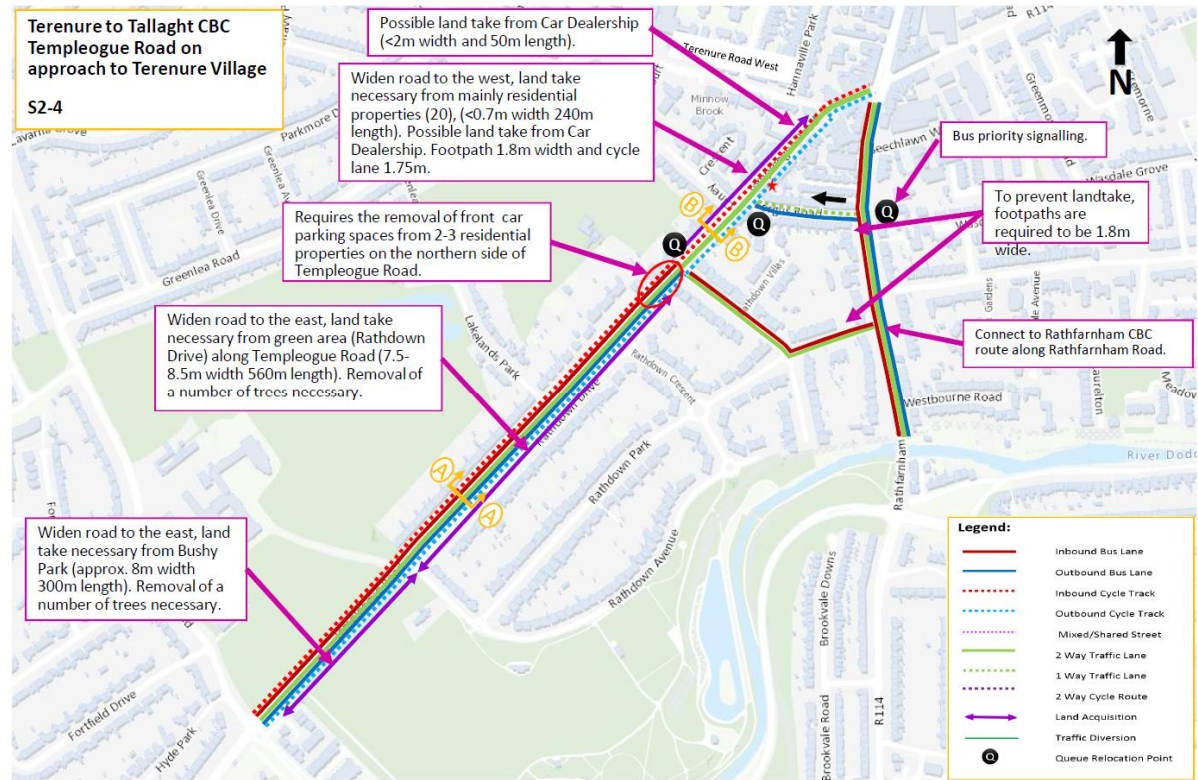 Terenure to Tallaght CBC
Templeogue Road on
approach to Terenure Village
S2-4
Possible land take from Car Dealership
(<2m width and 50m length).
Widen road to the west, land take
necessary from mainly residential
properties (20), (<0.7m width 240m
length). Possible land take from Car
Dealership. Footpath 1.8m width and cycle
lane 1.75m.
Requires the removal of front car
parking spaces from 2-3 residential
properties on the northern side of
Templeogue Road.
Widen road to the east, land take
necessary from green area (Rathdown
Drive) along Templeogue Road (7.5-
8.5m width 560m length). Removal of
a number of trees necessary.
Widen road to the east, land
take necessary from Bushy
Park (approx. 8m width
300m length). Removal of a
number of trees necessary.
Bus priority signalling.
To prevent landtake,
footpaths are
required to be 1.8m
wide.
Connect to Rathfarnham CBC
route along Rathfarnham Road.
N
R114
Terenure Road West
Hannaville Park
Minnow
Brook
Crescent
Parkmore
Greenlea Drive
Greenlea Road
Lakelands Park
Rathdown Villas
Rathdown Crescent
Rathdown Drive
Rathdown Park
Rathdown Avenue
Wasdale Grove
Gardens
Westbourne Road
River Dodd
Rathfarnham
Brookvale Downs
Brookvale Road
R114
Fortfield Drive
Hyde Park
Q
Q
Q
B
B
A
A
Legend:
Inbound Bus Lane
Outbound Bus Lane
Inbound Cycle Track
Outbound Cycle Track
Mixed/Shared Street
2 Way Traffic Lane
1 Way Traffic Lane
2 Way Cycle Route
Land Acquisition
Traffic Diversion
Q Queue Relocation Point